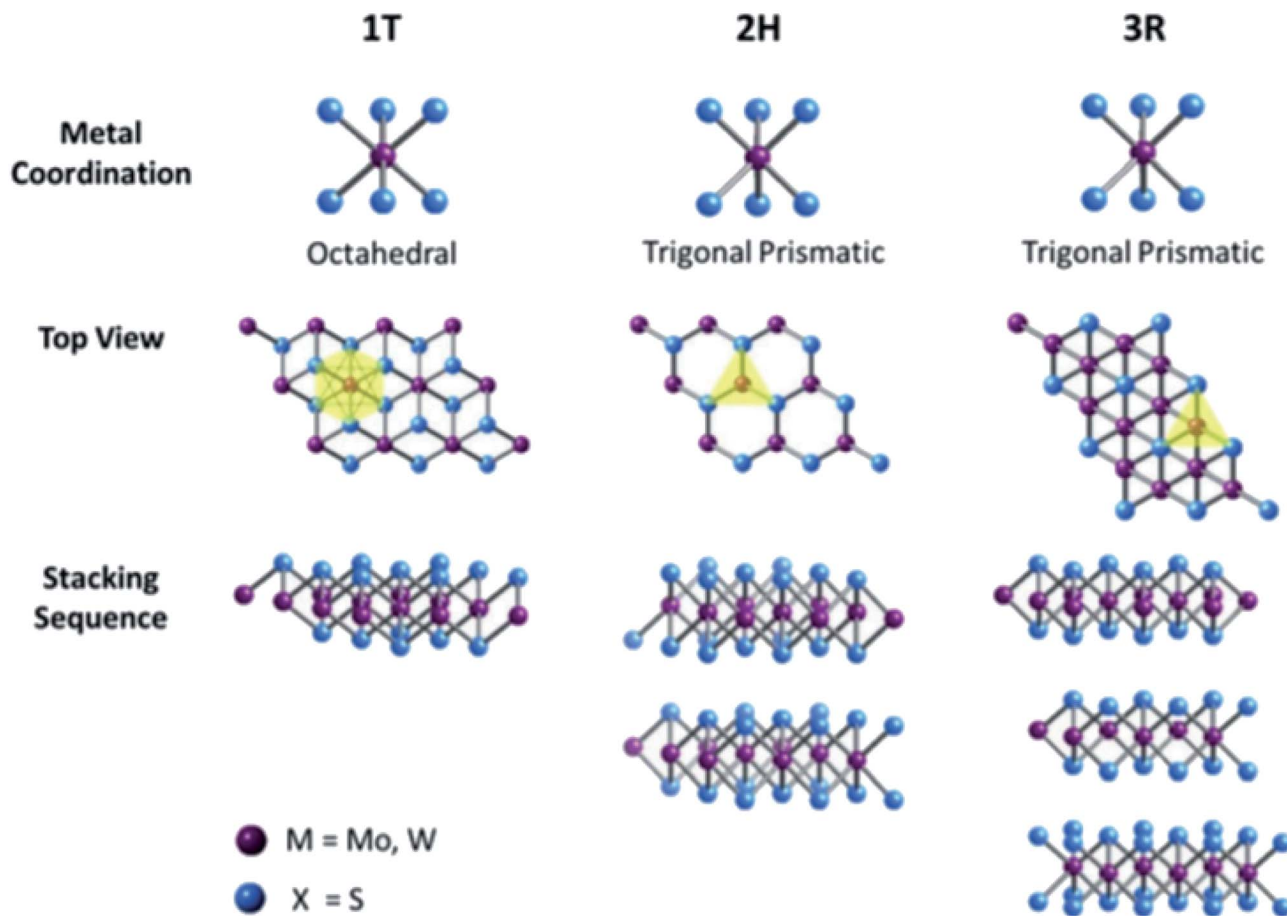 1T 2H 3R
Metal
Coordination
Octahedral Trigonal Prismatic Trigonal Prismatic
Top View
Stacking
Sequence
M = Mo, W
X = S